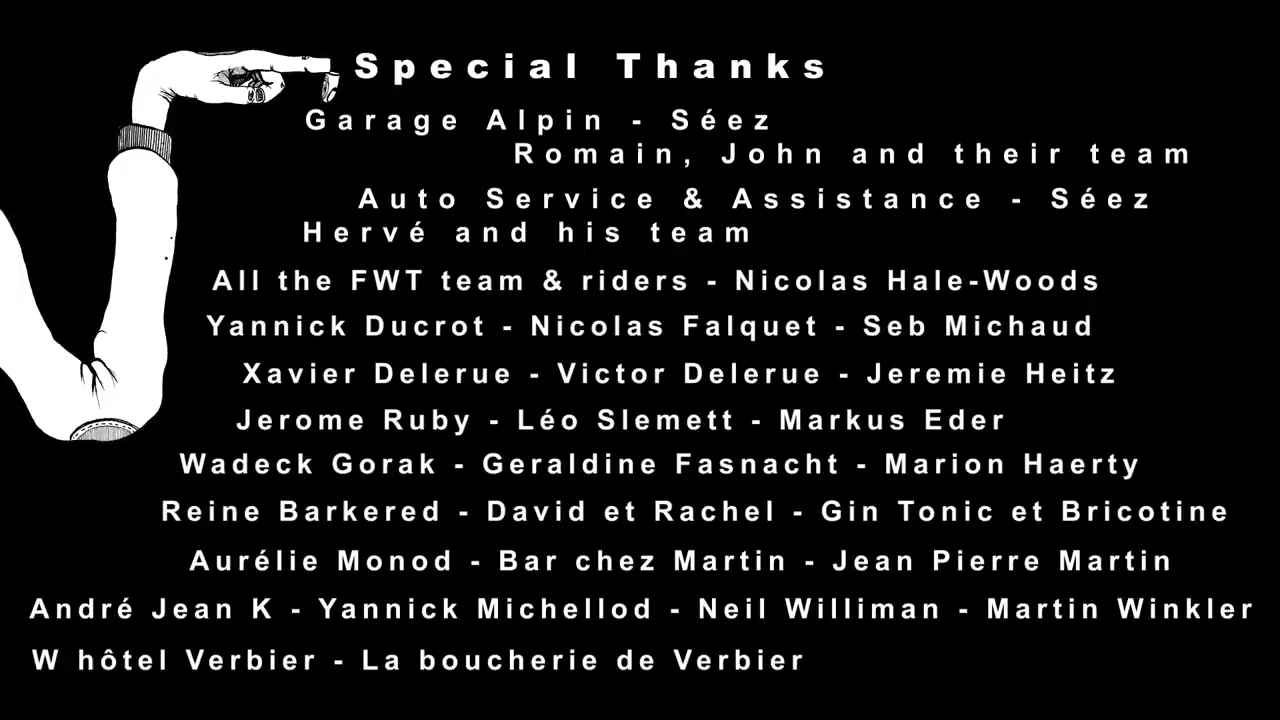 Special Thanks
Garage Alpin - Séez
Romain, John and their team
Auto Service & Assistance - Séez
Hervé and his team
All the FWT team & riders - Nicolas Hale-Woods
Yannick Ducrot - Nicolas Falquet - Seb Michaud
Xavier Delerue - Victor Delerue - Jeremie Heitz
Jerome Ruby - Léo Slemett - Markus Eder
Wadeck Gorak - Geraldine Fasnacht - Marion Haerty
Reine Barkered - David et Rachel - Gin Tonic et Bricotine
Aurélie Monod - Bar chez Martin - Jean Pierre Martin
André Jean K - Yannick Michellod - Neil Williman - Martin Winkler
W hôtel Verbier - La boucherie de Verbier